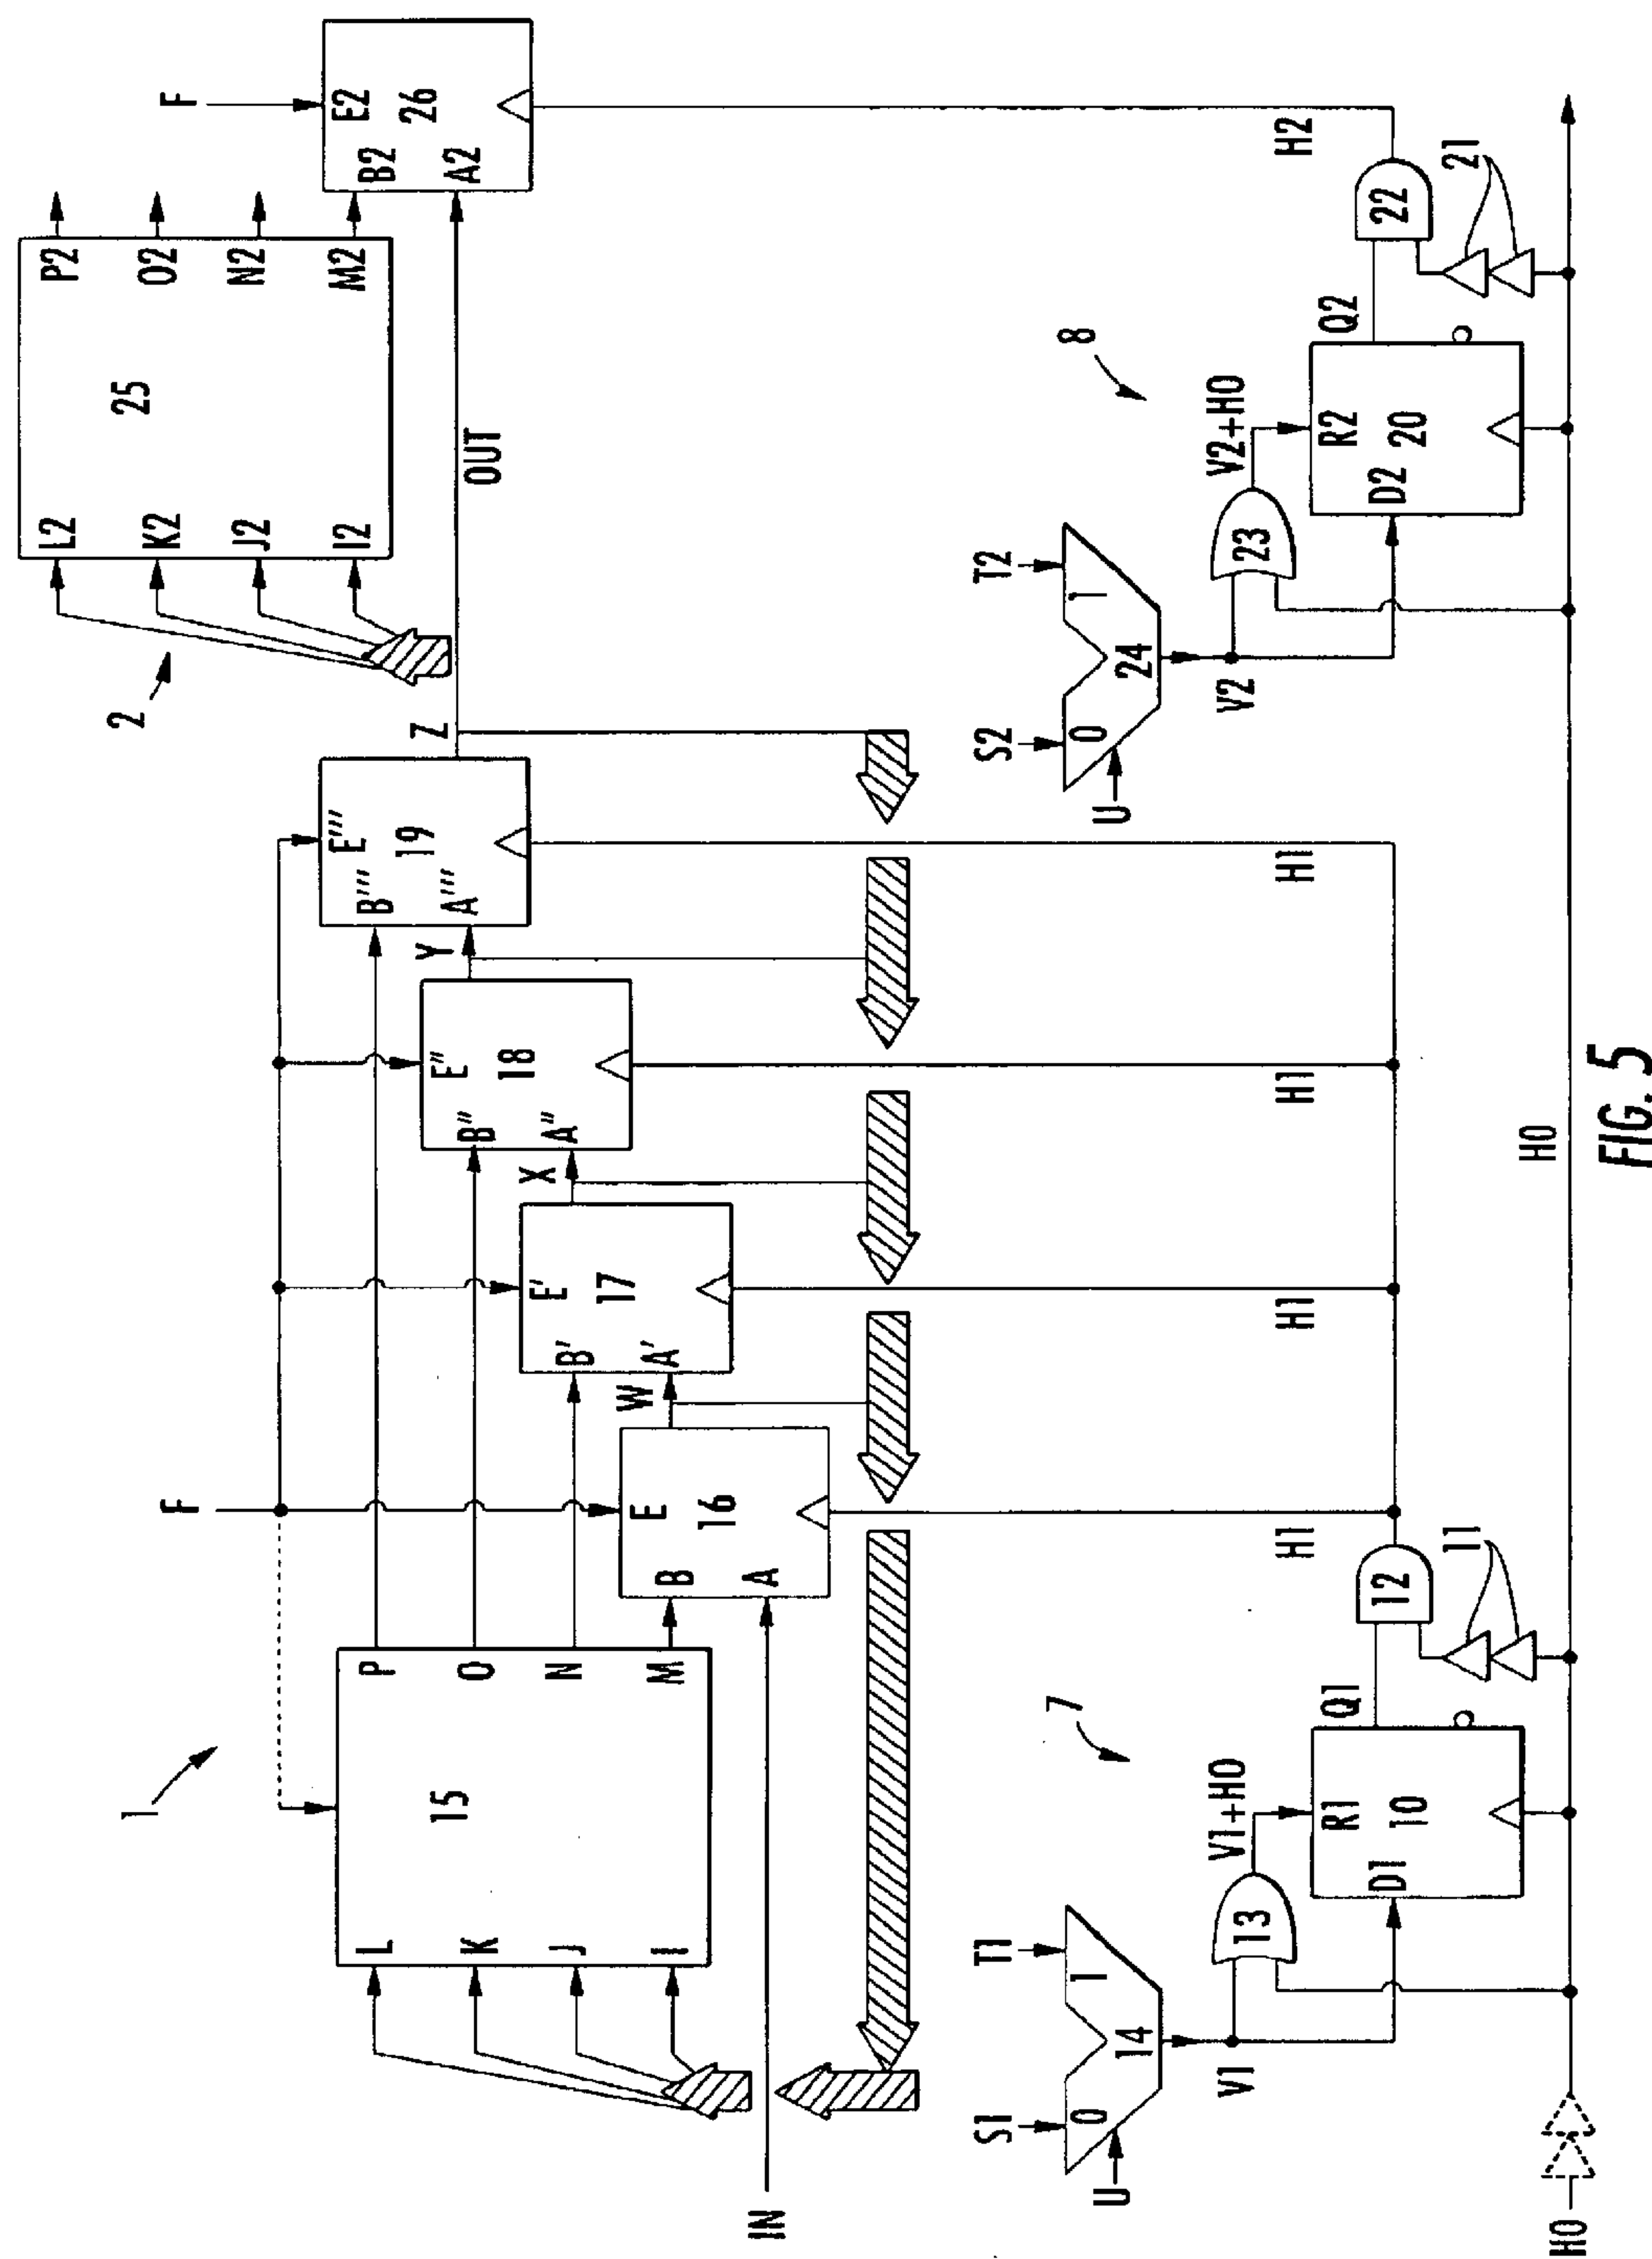 1
F
L
K
J
I
15
P
O
N
M
B
E
A
16
W
B'
E'
A'
17
X
B"
E"
A"
18
Y
B'''
E'''
A'''
19
Z
OUT
2
L2
K2
J2
I2
25
P2
O2
N2
M2
F
B2
E2
A2
26
IN
S1
T1
0
1
14
U
V1
13
V1+H0
7
R1
D1
10
Q1
12
11
H1
H1
H1
H1
S2
T2
0
1
24
U
V2
23
V2+H0
8
R2
D2
20
Q2
22
21
H2
H0
H0
FIG. 5